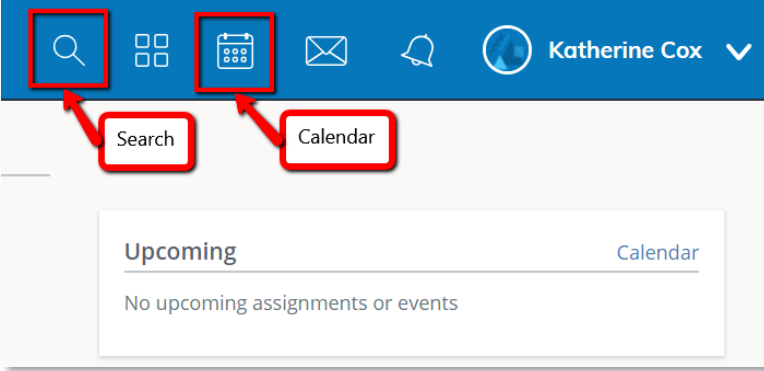 Katherine Cox
Search
Calendar
Upcoming
Calendar
No upcoming assignments or events